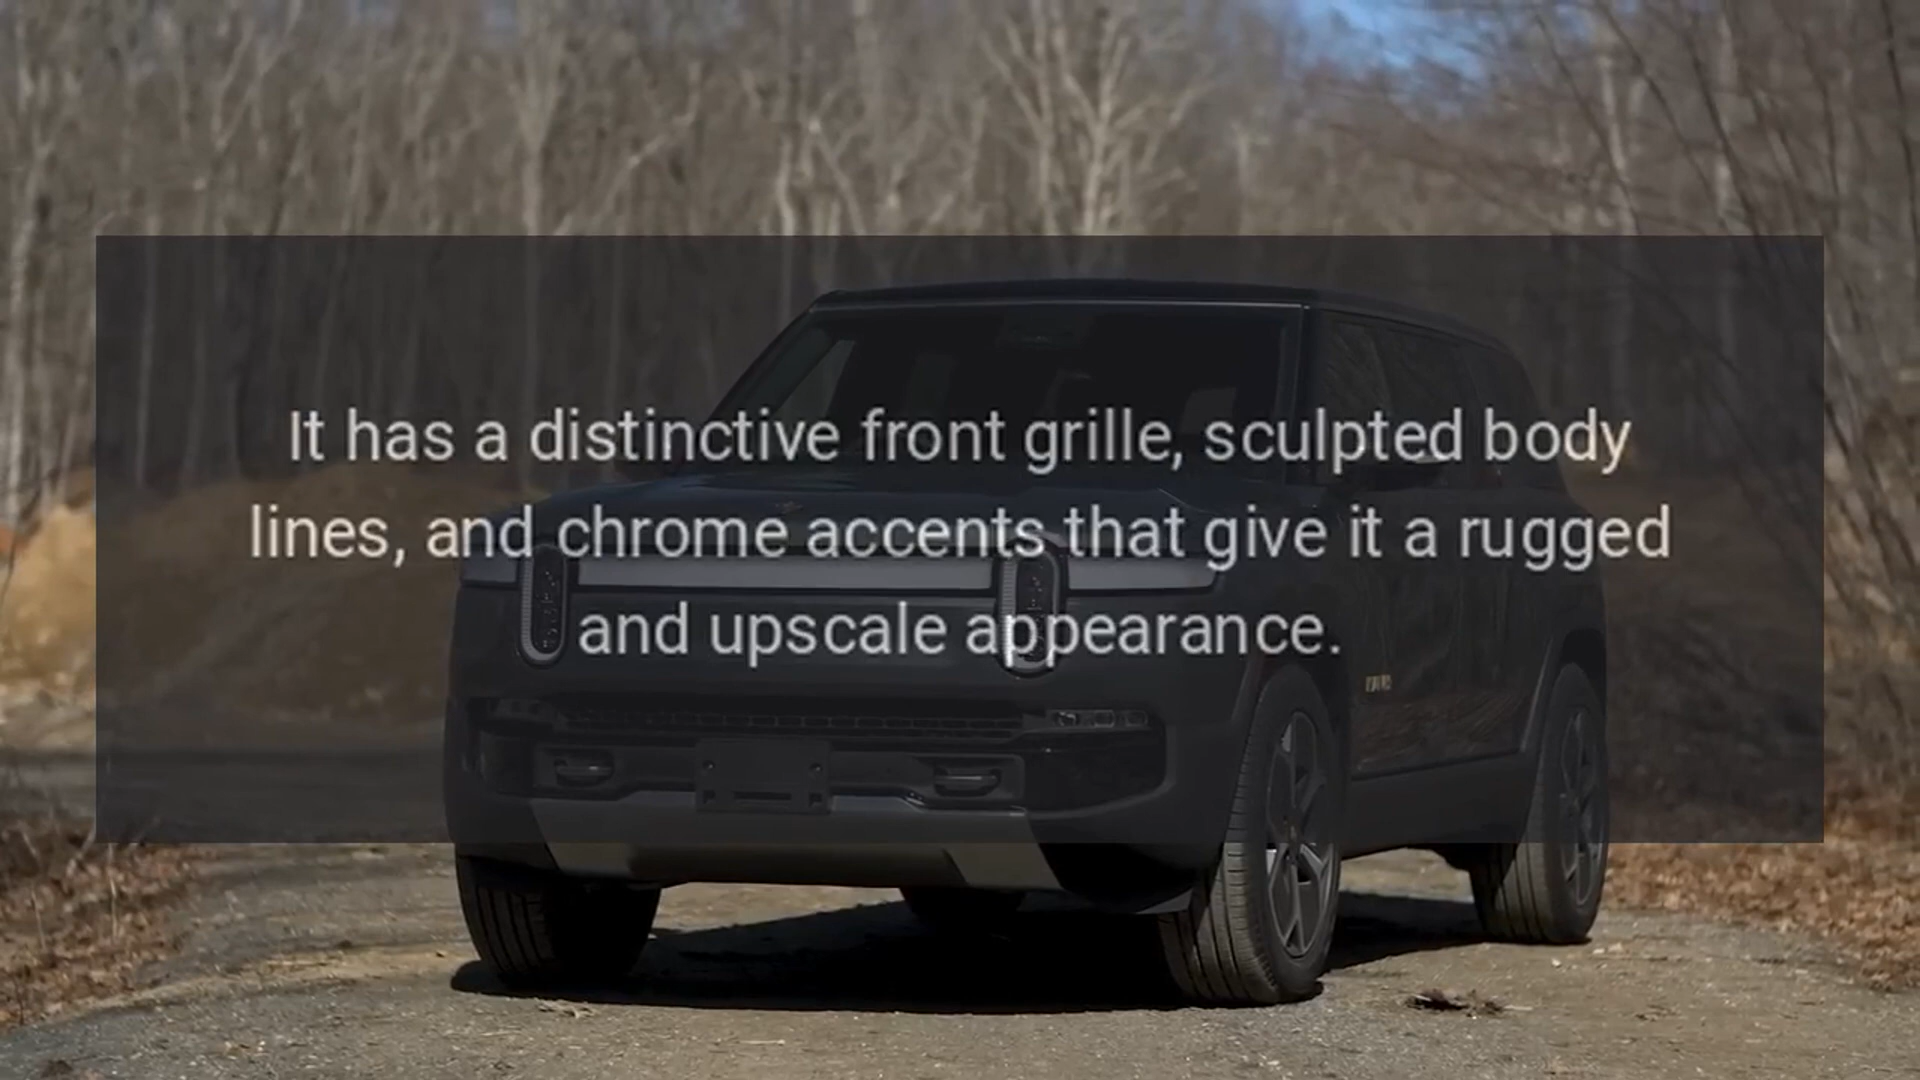 It has a distinctive front grille, sculpted body
lines, and chrome accents that give it a rugged
and upscale appearance.